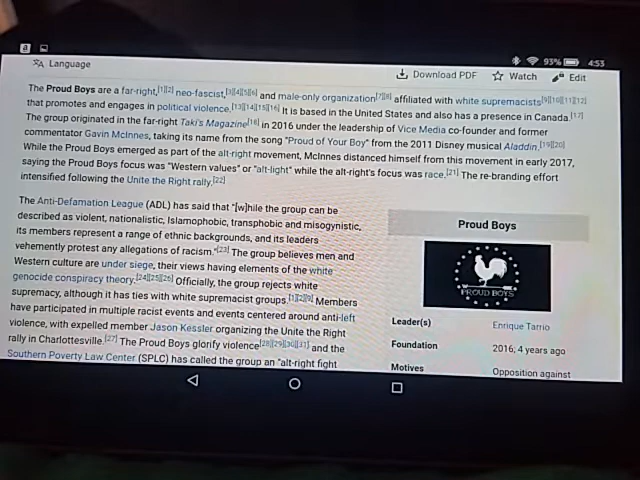 a
93% 4:53
Language
Download PDF Watch Edit
The Proud Boys are a far-right,[1][2] neo-fascist,[3][4][5][6] and male-only organization[7][8] affiliated with white supremacists[9][10][11][12]
that promotes and engages in political violence.[13][14][15][16] It is based in the United States and also has a presence in Canada.[17]
The group originated in the far-right Taki's Magazine[18] in 2016 under the leadership of Vice Media co-founder and former
commentator Gavin McInnes, taking its name from the song "Proud of Your Boy" from the 2011 Disney musical Aladdin.[19][20]
While the Proud Boys emerged as part of the alt-right movement, McInnes distanced himself from this movement in early 2017,
saying the Proud Boys focus was "Western values" or "alt-light" while the alt-right's focus was race.[21] The re-branding effort
intensified following the Unite the Right rally.[22]
The Anti-Defamation League (ADL) has said that "[w]hile the group can be
described as violent, nationalistic, Islamophobic, transphobic and misogynistic,
its members represent a range of ethnic backgrounds, and its leaders
vehemently protest any allegations of racism."[23] The group believes men and
Western culture are under siege, their views having elements of the white
genocide conspiracy theory.[24][25][26] Officially, the group rejects white
supremacy, although it has ties with white supremacist groups.[1][2][9] Members
have participated in multiple racist events and events centered around anti-left
violence, with expelled member Jason Kessler organizing the Unite the Right
rally in Charlottesville.[27] The Proud Boys glorify violence[28][29][30][31] and the
Southern Poverty Law Center (SPLC) has called the group an "alt-right fight
Proud Boys
PROUD BOYS
Leader(s) Enrique Tarrio
Foundation 2016; 4 years ago
Motives Opposition against